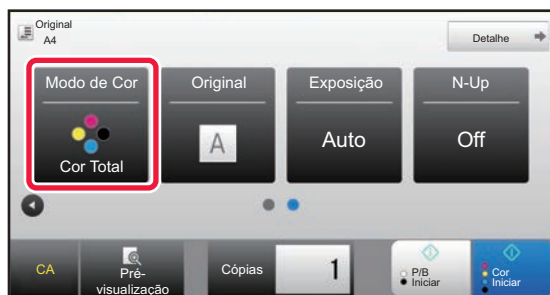 Original
A4
Detalhe
Modo de Cor
Original
Exposição
N-Up
A
Auto
Off
Cor Total
CA
Pré-
visualização
Cópias
1
P/B
Iniciar
Cor
Iniciar